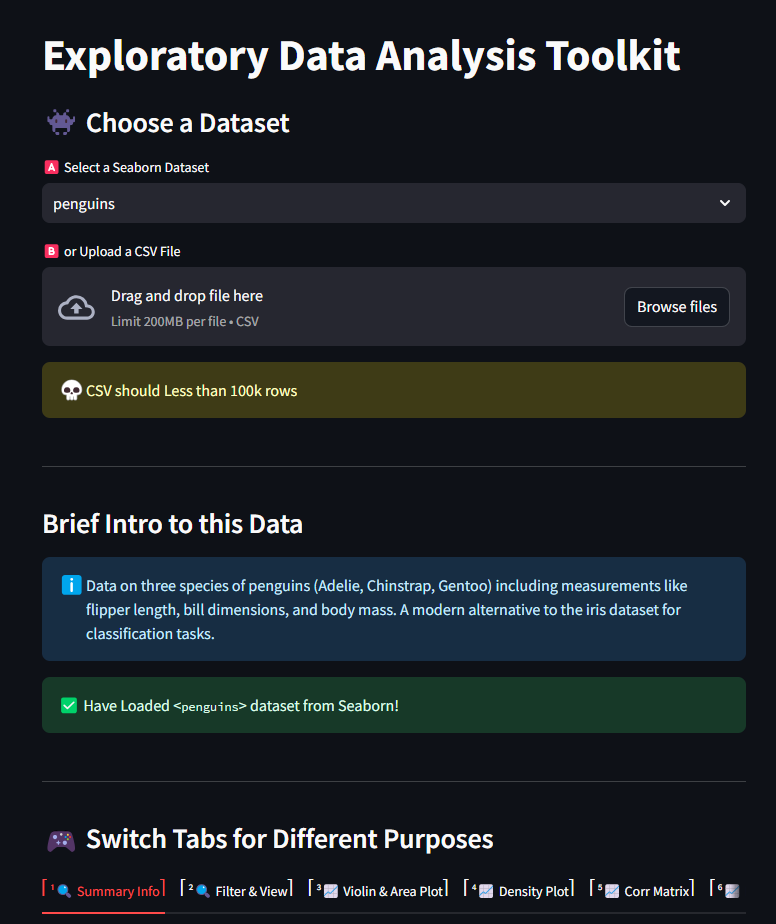 Exploratory Data Analysis Toolkit
👾 Choose a Dataset
🅰 Select a Seaborn Dataset
penguins
🅱 or Upload a CSV File
Drag and drop file here
Limit 200MB per file • CSV
Browse files
💀 CSV should Less than 100k rows
Brief Intro to this Data
ℹ️ Data on three species of penguins (Adelie, Chinstrap, Gentoo) including measurements like
flipper length, bill dimensions, and body mass. A modern alternative to the iris dataset for
classification tasks.
✅ Have Loaded <penguins> dataset from Seaborn!
🎮 Switch Tabs for Different Purposes
⎡¹🔍 Summary Info⎤ ⎡²🔍 Filter & View⎤ ⎡³📈 Violin & Area Plot⎤ ⎡⁴📈 Density Plot⎤ ⎡⁵📈 Corr Matrix⎤ ⎡⁶📈